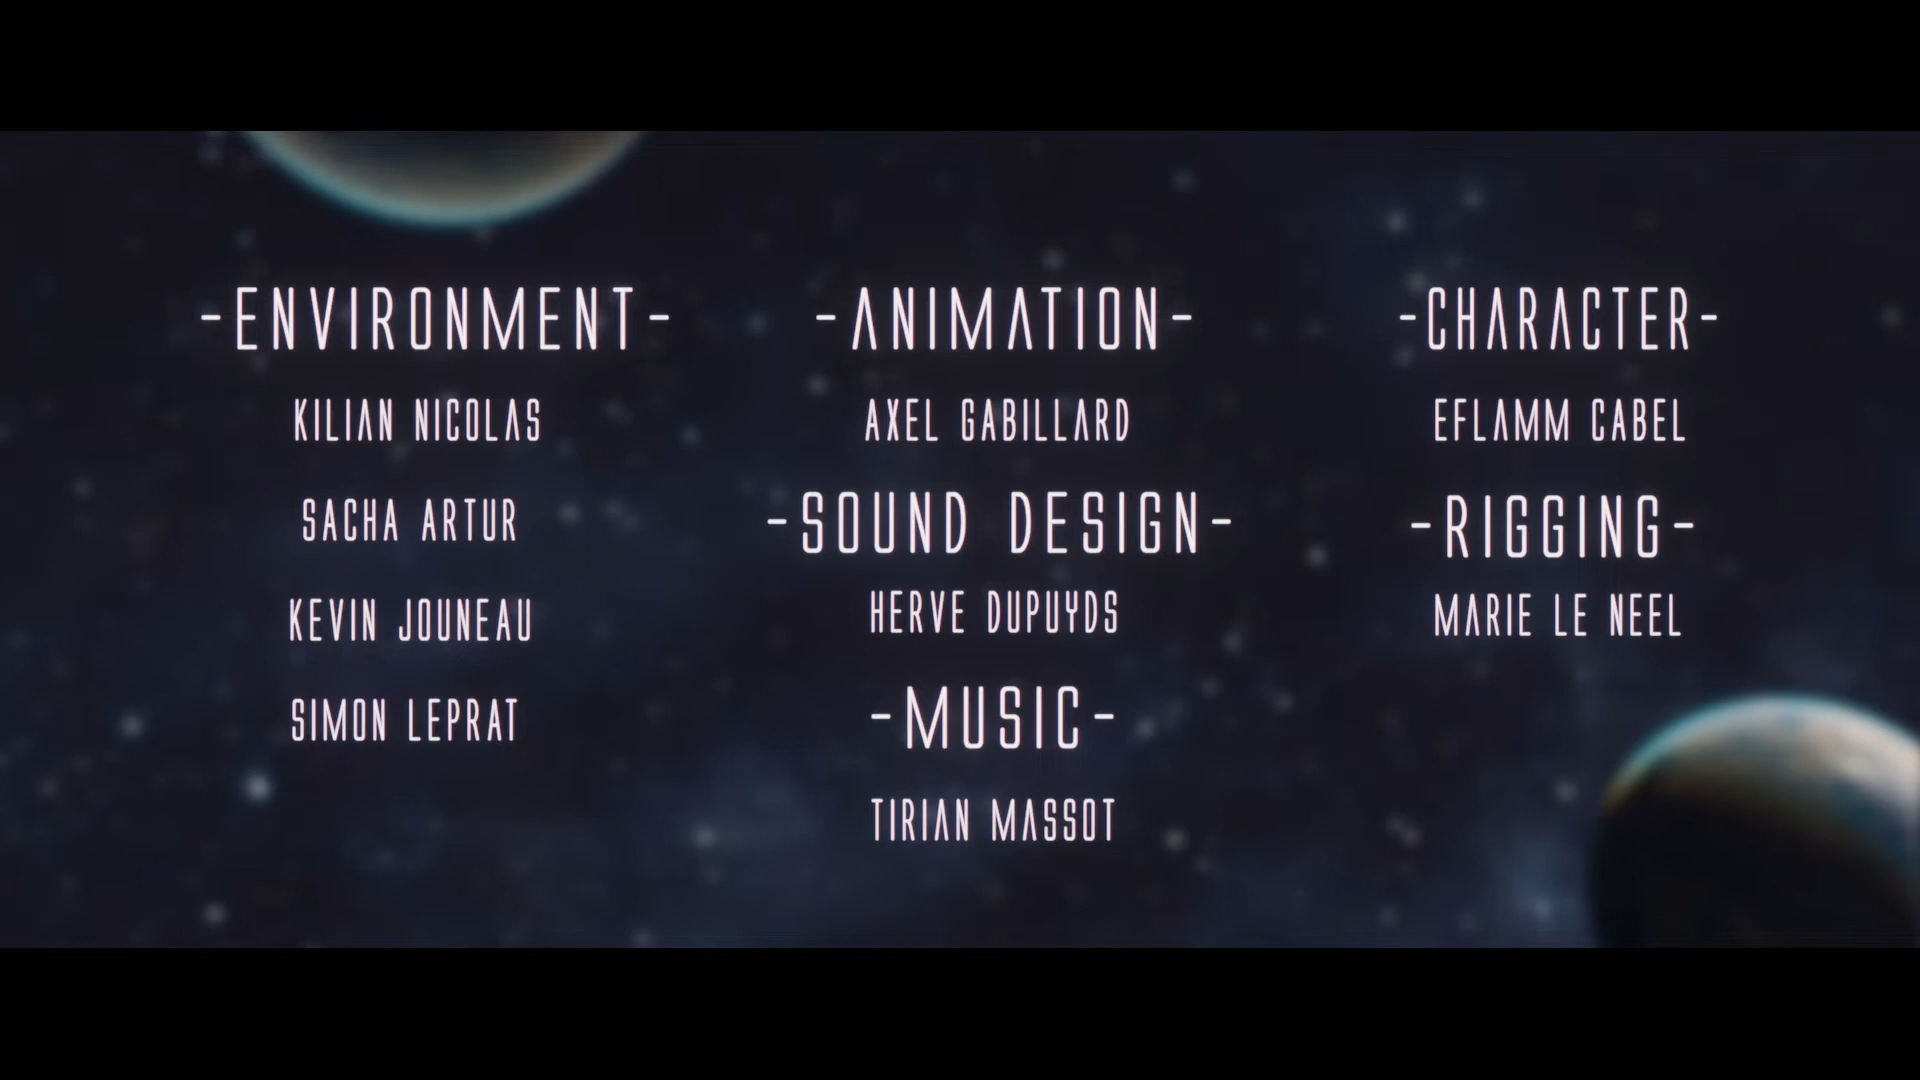 -ENVIRONMENT-
KILIAN NICOLAS
SACHA ARTUR
KEVIN JOUNEAU
SIMON LEPRAT
-ANIMATION-
AXEL GABILLARD
-SOUND DESIGN-
HERVE DUPUYDS
-MUSIC-
TIRIAN MASSOT
-CHARACTER-
EFLAMM CABEL
-RIGGING-
MARIE LE NEEL